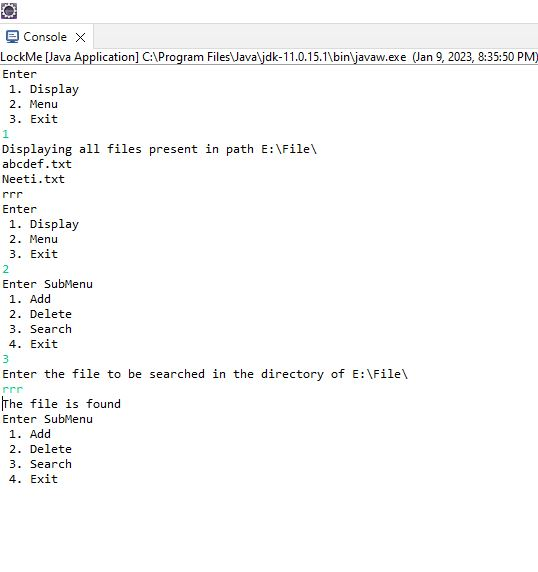 Console
LockMe [Java Application] C:\Program Files\Java\jdk-11.0.15.1\bin\javaw.exe (Jan 9, 2023, 8:35:50 PM)
Enter
1. Display
2. Menu
3. Exit
1
Displaying all files present in path E:\File\
abcdef.txt
Neeti.txt
rrr
Enter
1. Display
2. Menu
3. Exit
2
Enter SubMenu
1. Add
2. Delete
3. Search
4. Exit
3
Enter the file to be searched in the directory of E:\File\
rrr
The file is found
Enter SubMenu
1. Add
2. Delete
3. Search
4. Exit